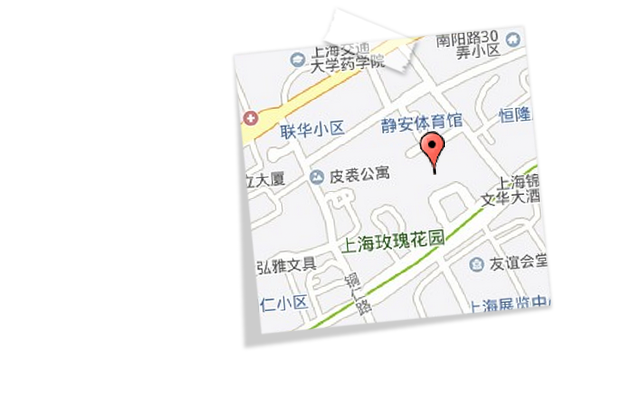 上海交通
大学药学院
南阳路30
弄小区
联华小区
静安体育馆
恒隆
立大厦
皮裘公寓
上海锦
文华大酒
上海玫瑰花园
弘雅文具
友谊会堂
铜仁路
仁小区
上海展览中心